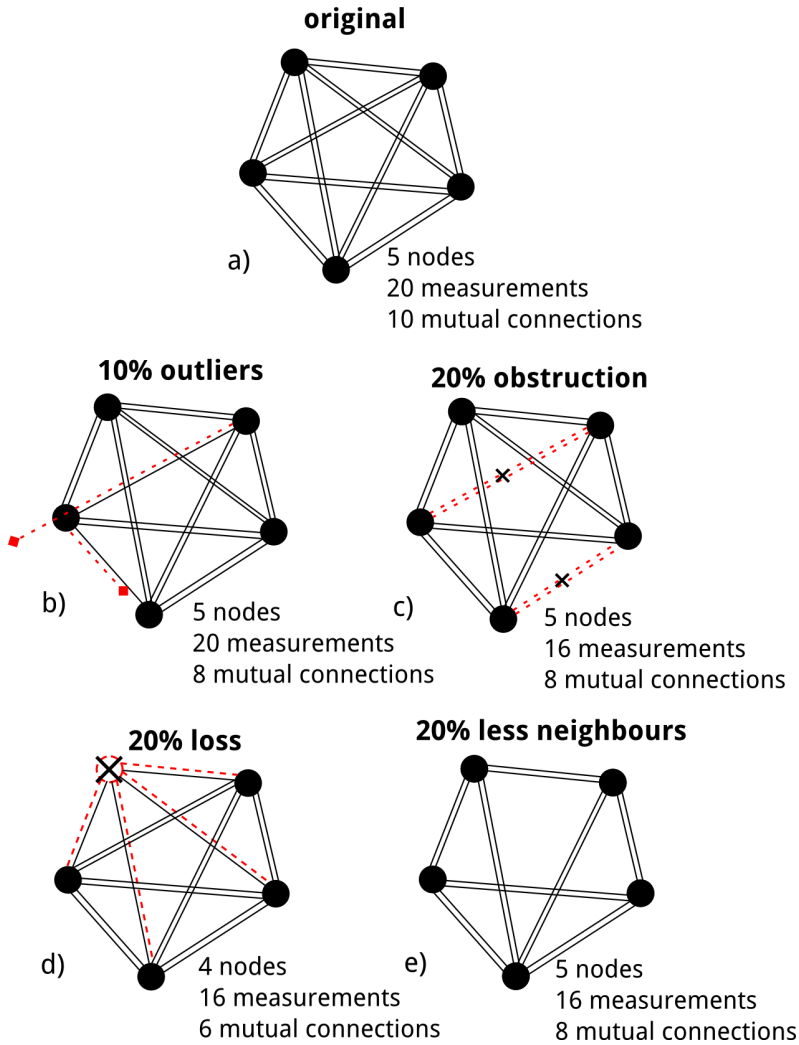 original
a)
5 nodes
20 measurements
10 mutual connections
10% outliers
b)
5 nodes
20 measurements
8 mutual connections
20% obstruction
c)
5 nodes
16 measurements
8 mutual connections
20% loss
d)
4 nodes
16 measurements
6 mutual connections
20% less neighbours
e)
5 nodes
16 measurements
8 mutual connections